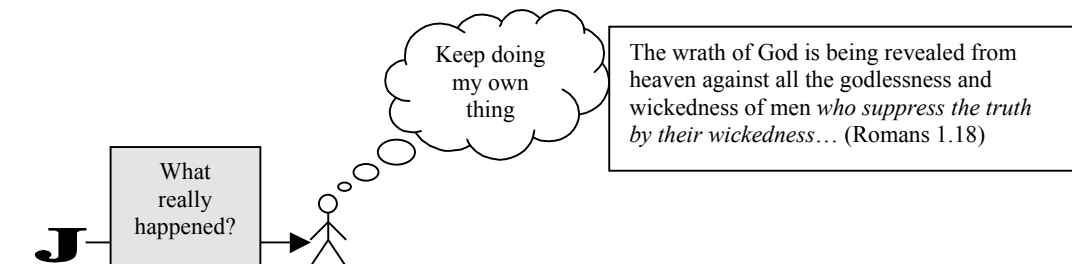 Keep doing
my own
thing
The wrath of God is being revealed from
heaven against all the godlessness and
wickedness of men who suppress the truth
by their wickedness… (Romans 1.18)
What
really
happened?
J